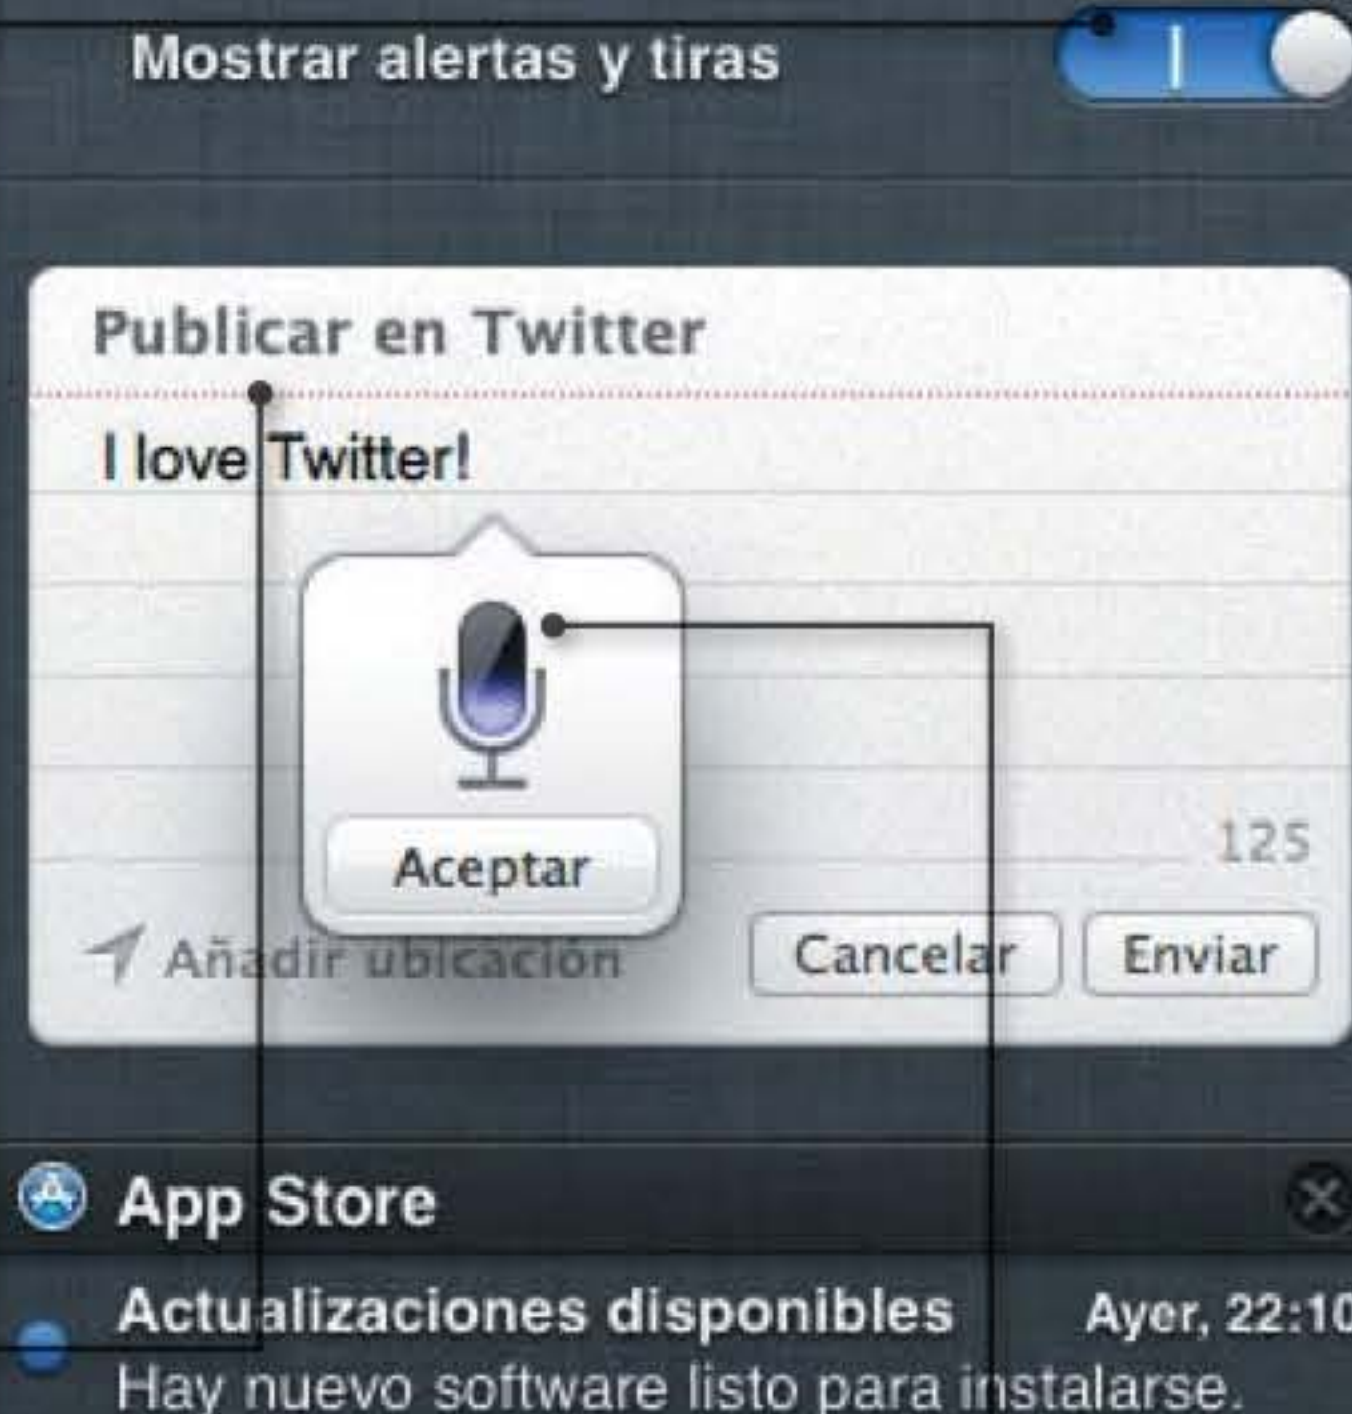 Mostrar alertas y tiras
Publicar en Twitter
I love Twitter!
Aceptar
125
Añadir ubicación
Cancelar
Enviar
App Store
Actualizaciones disponibles
Ayer, 22:10
Hay nuevo software listo para instalarse.